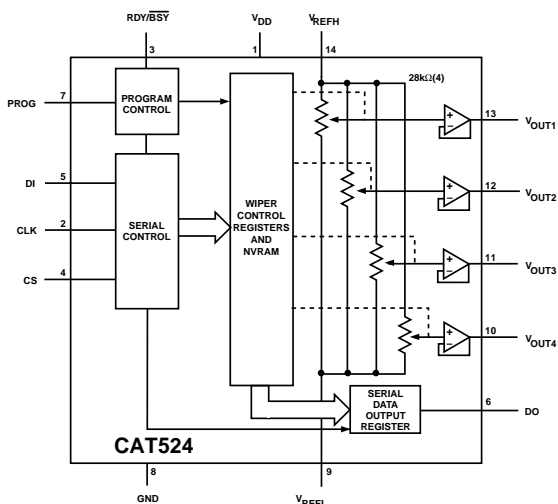 RDY/BSY
VDD
VREFH
3
1
14
28kΩ(4)
PROG
7
PROGRAM
CONTROL
+
−
13
VOUT1
DI
5
CLK
2
CS
4
SERIAL
CONTROL
WIPER
CONTROL
REGISTERS
AND
NVRAM
+
−
12
VOUT2
+
−
11
VOUT3
+
−
10
VOUT4
SERIAL
DATA
OUTPUT
REGISTER
6
DO
CAT524
8
9
GND
VREFL